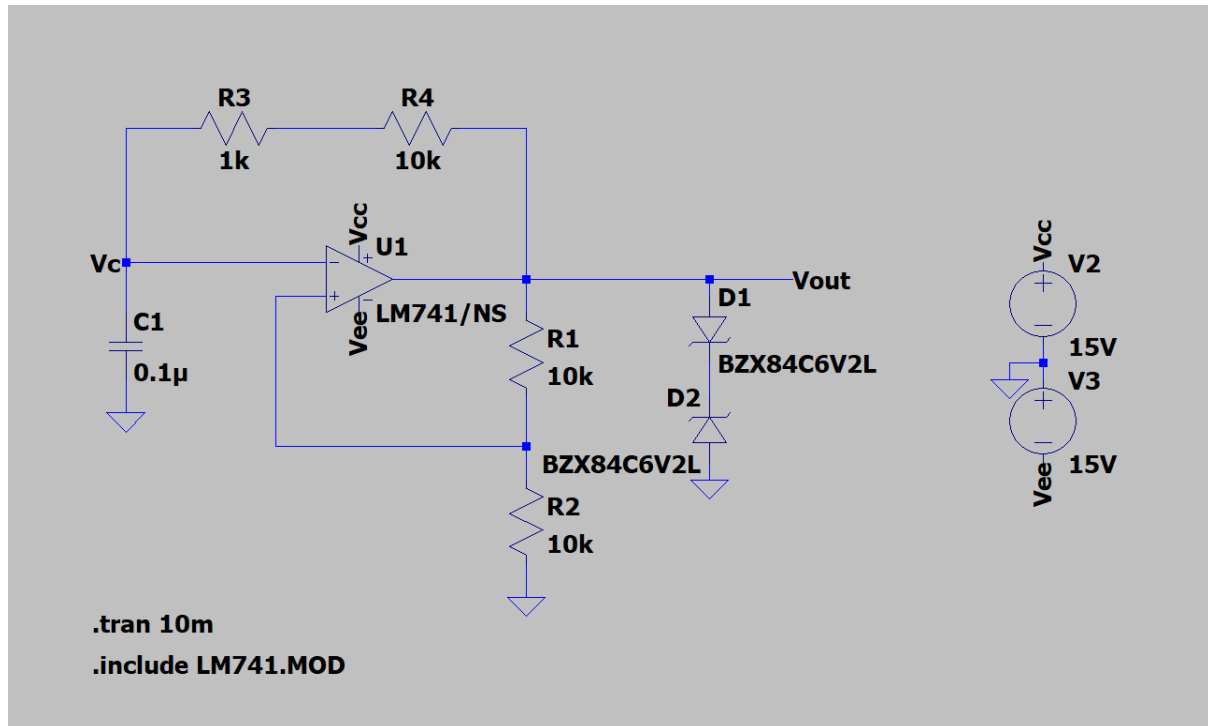 R3
R4
1k
10k
Vcc
U1
Vc
Vee
LM741/NS
C1
0.1µ
R1
10k
D1
Vout
BZX84C6V2L
D2
BZX84C6V2L
R2
10k
Vcc
V2
15V
V3
15V
Vee
.tran 10m
.include LM741.MOD